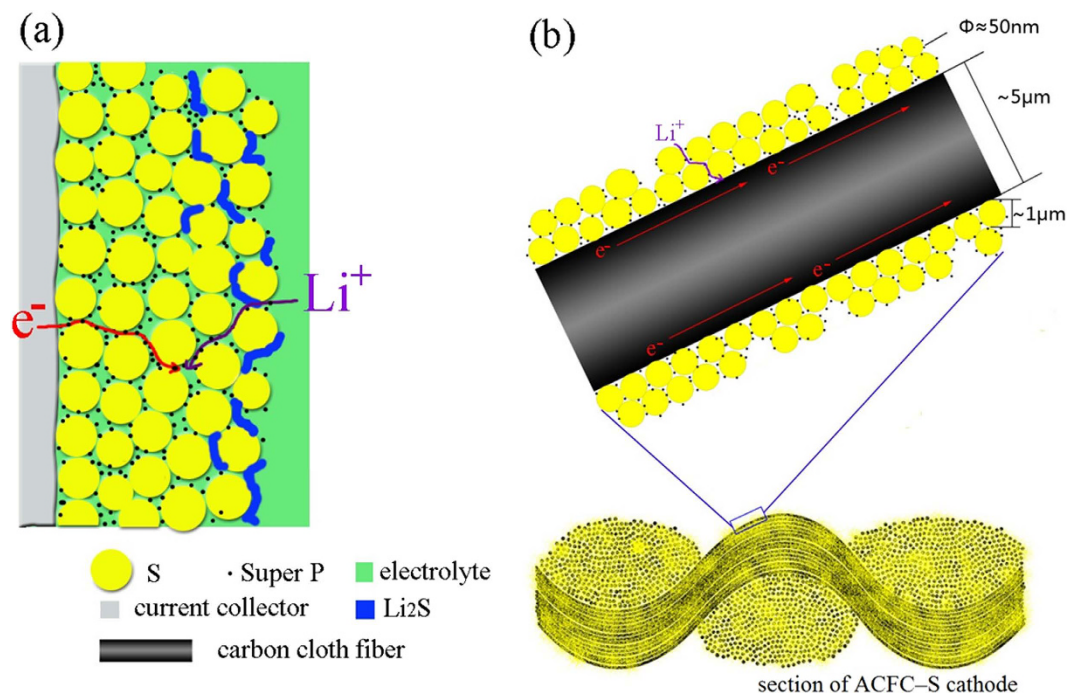 (a)
e-
Li+
S
Super P
electrolyte
current collector
Li2S
carbon cloth fiber
(b)
Φ≈50nm
~5μm
Li+
e-
e-
~1μm
e-
e-
e-
section of ACFC–S cathode